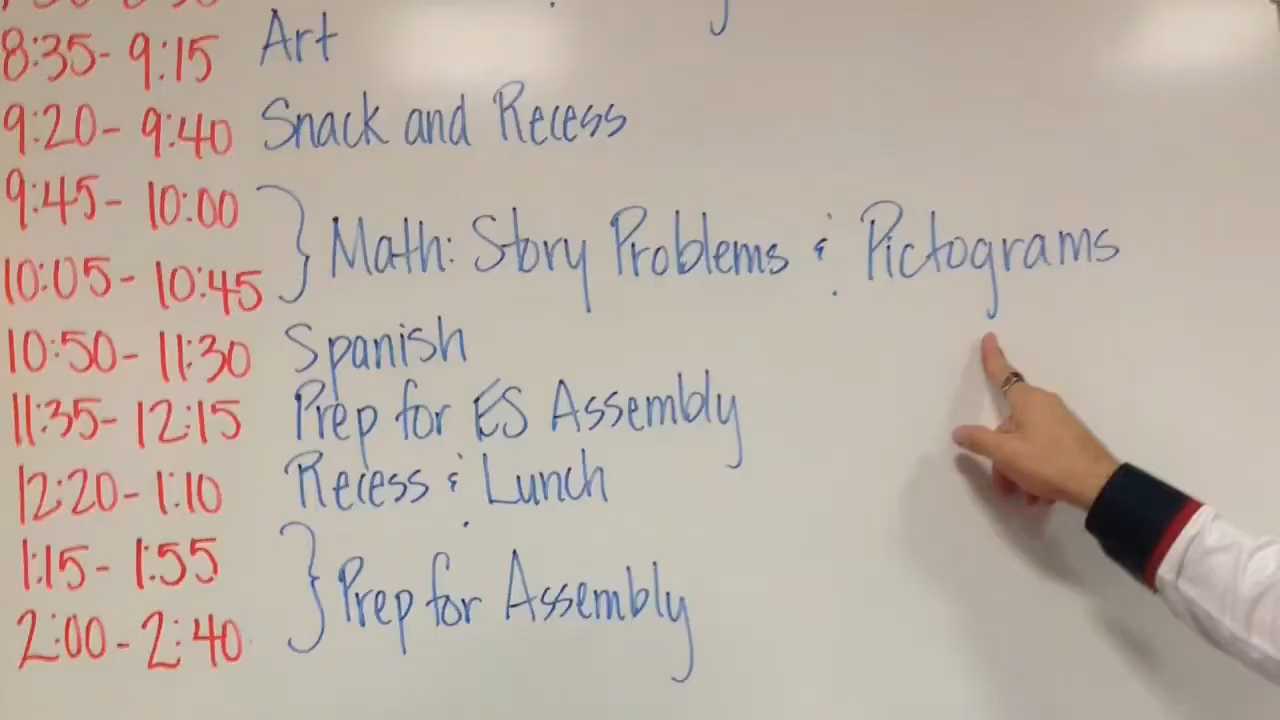 8:35- 9:15 Art
9:20- 9:40 Snack and Recess
9:45- 10:00
Math: Story Problems & Pictograms
10:05- 10:45
10:50- 11:30 Spanish
11:35- 12:15 Prep for ES Assembly
12:20- 1:10 Recess & Lunch
1:15- 1:55
Prep for Assembly
2:00- 2:40